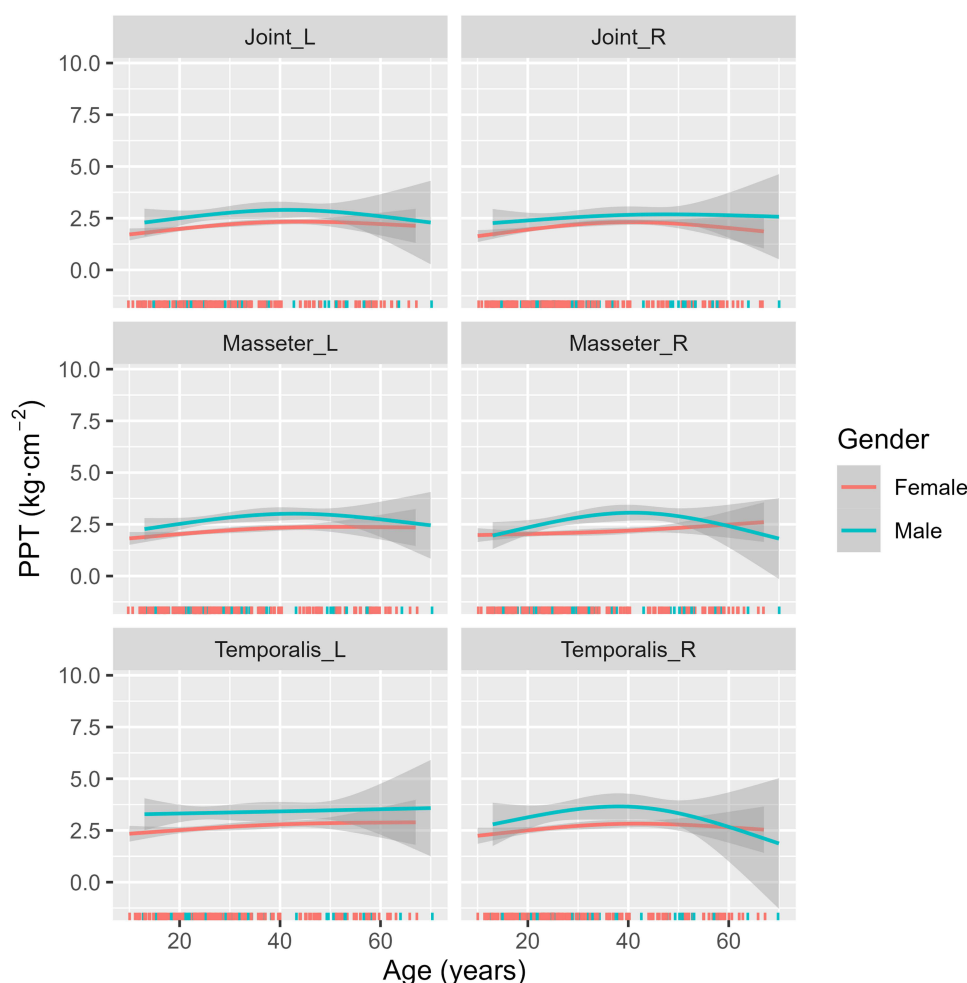 Joint_L Joint_R
10.0
7.5
5.0
2.5
0.0
Masseter_L Masseter_R
10.0
7.5
5.0
2.5
0.0
Temporalis_L Temporalis_R
10.0
7.5
5.0
2.5
0.0
20 40 60 20 40 60
Age (years)
PPT (kg·cm⁻²)
Gender
Female
Male